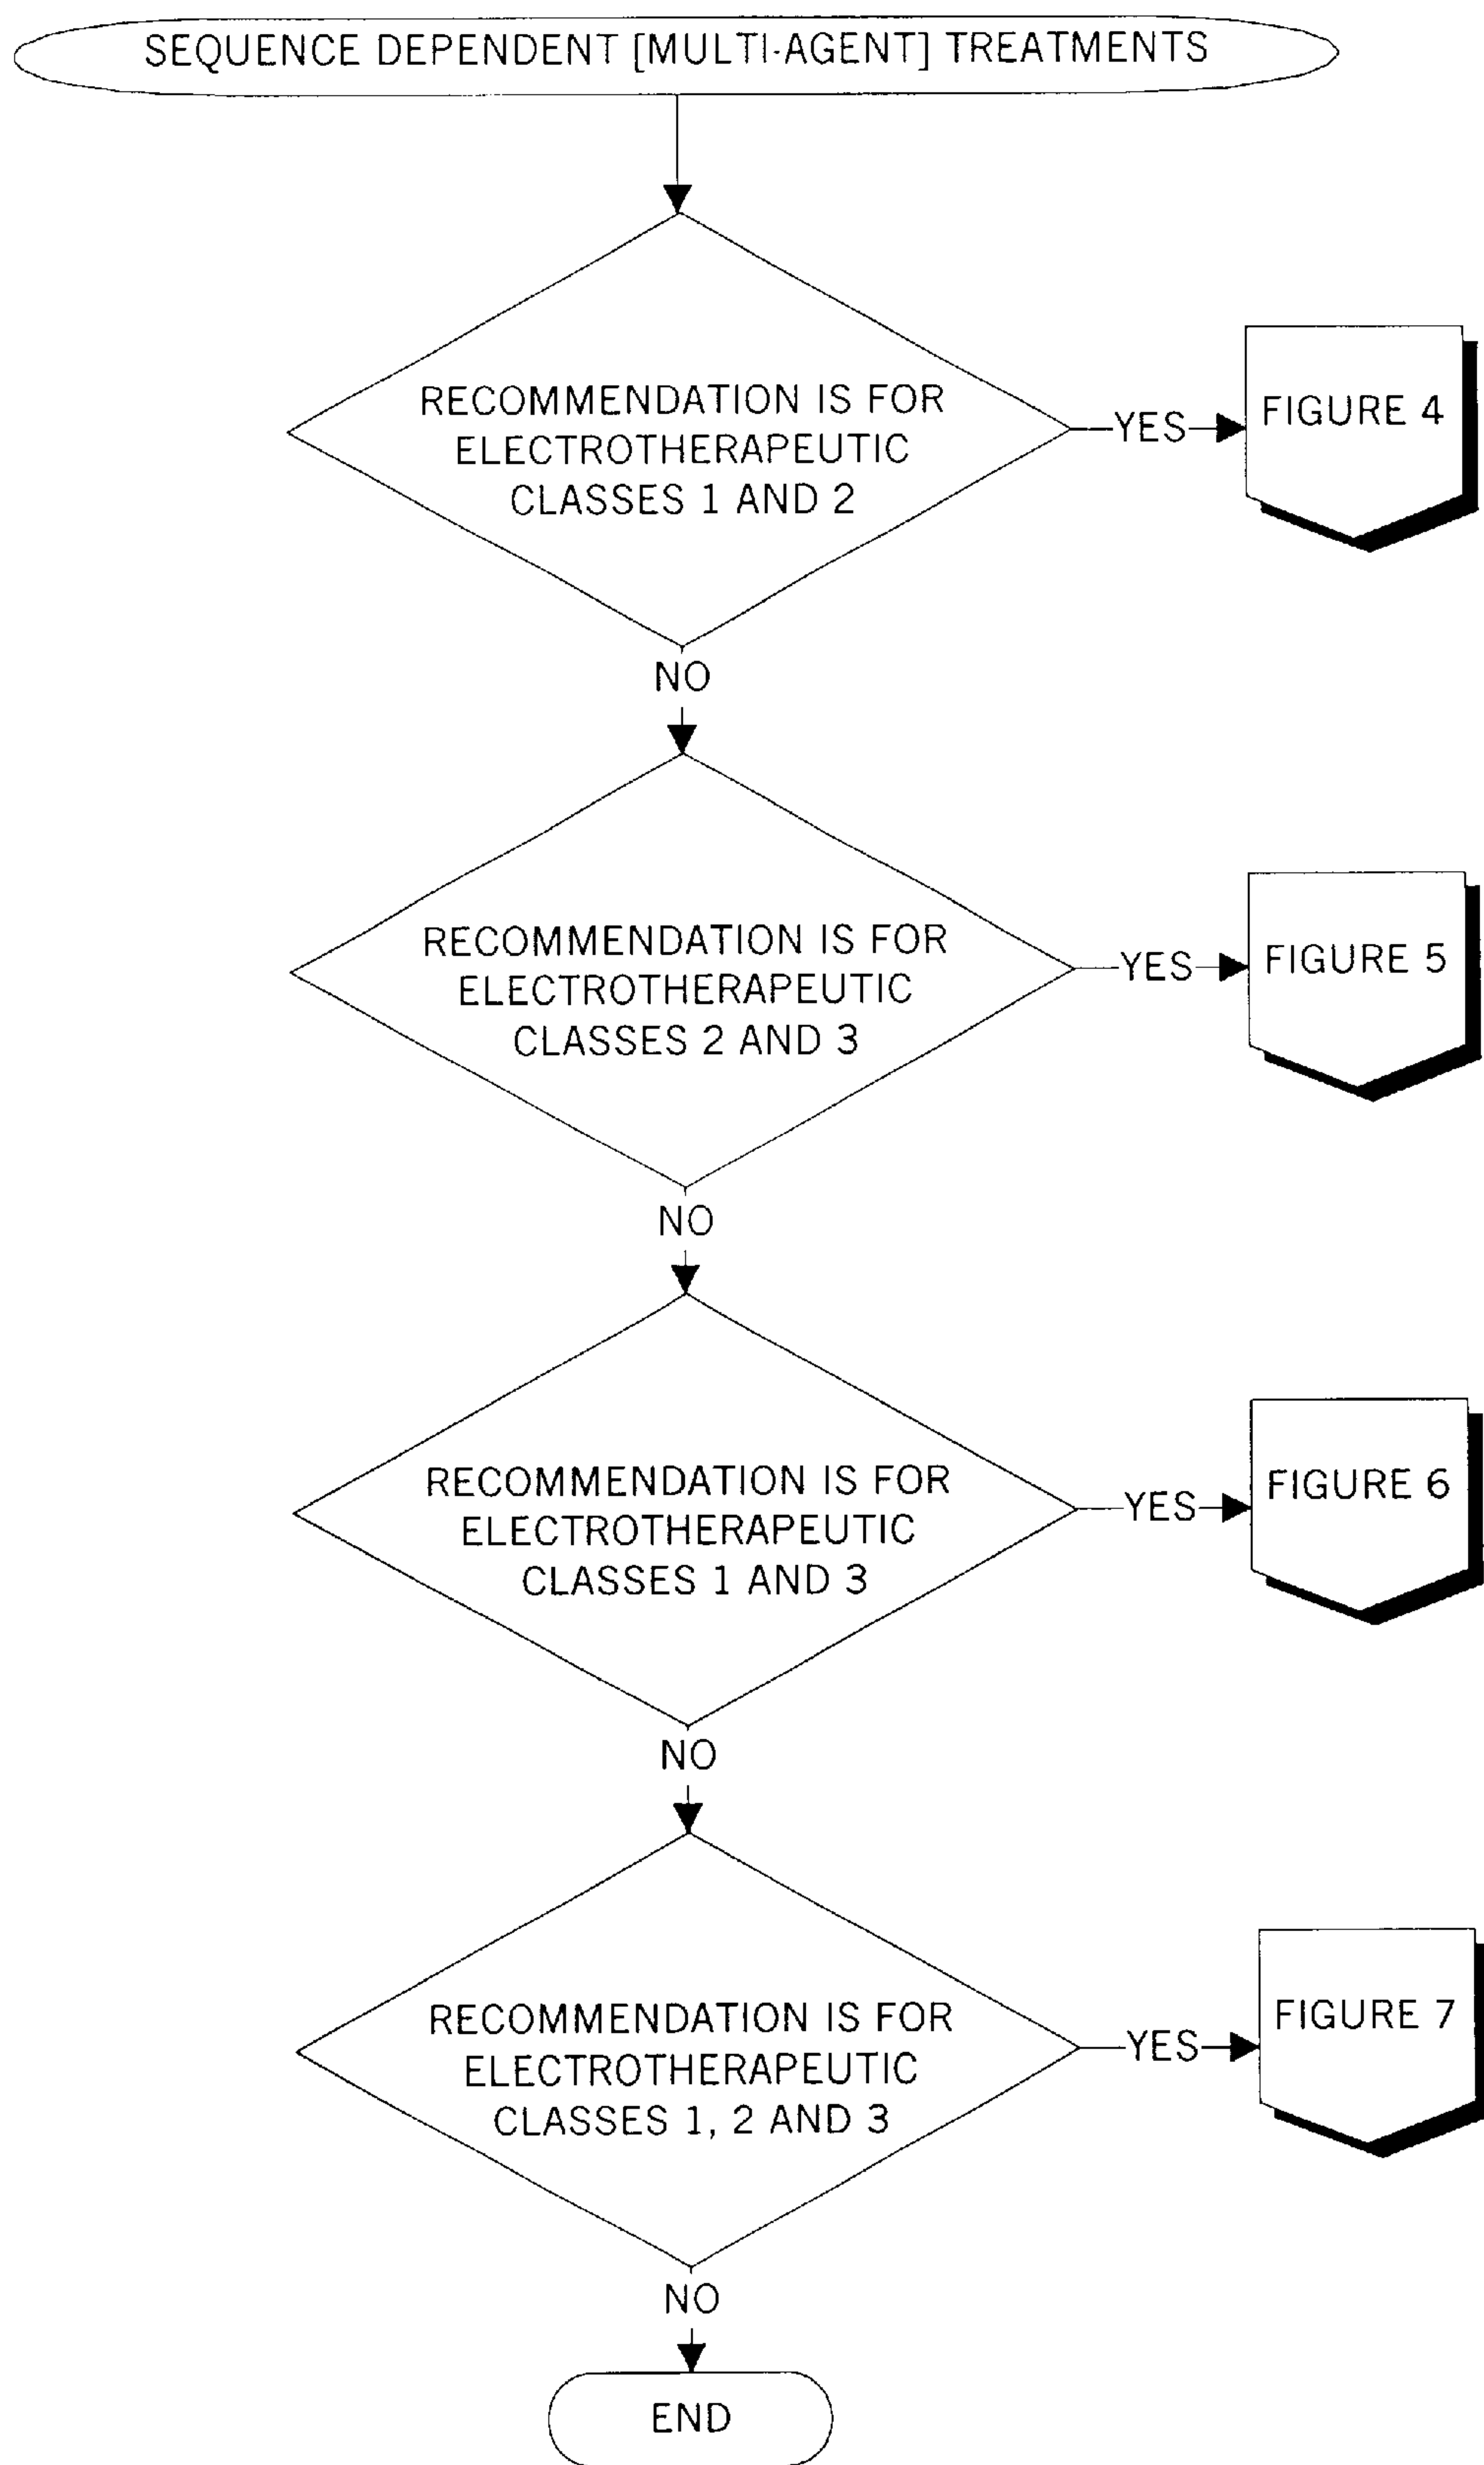 SEQUENCE DEPENDENT [MULTI-AGENT] TREATMENTS
RECOMMENDATION IS FOR
ELECTROTHERAPEUTIC
CLASSES 1 AND 2
YES
FIGURE 4
NO
RECOMMENDATION IS FOR
ELECTROTHERAPEUTIC
CLASSES 2 AND 3
YES
FIGURE 5
NO
RECOMMENDATION IS FOR
ELECTROTHERAPEUTIC
CLASSES 1 AND 3
YES
FIGURE 6
NO
RECOMMENDATION IS FOR
ELECTROTHERAPEUTIC
CLASSES 1, 2 AND 3
YES
FIGURE 7
NO
END